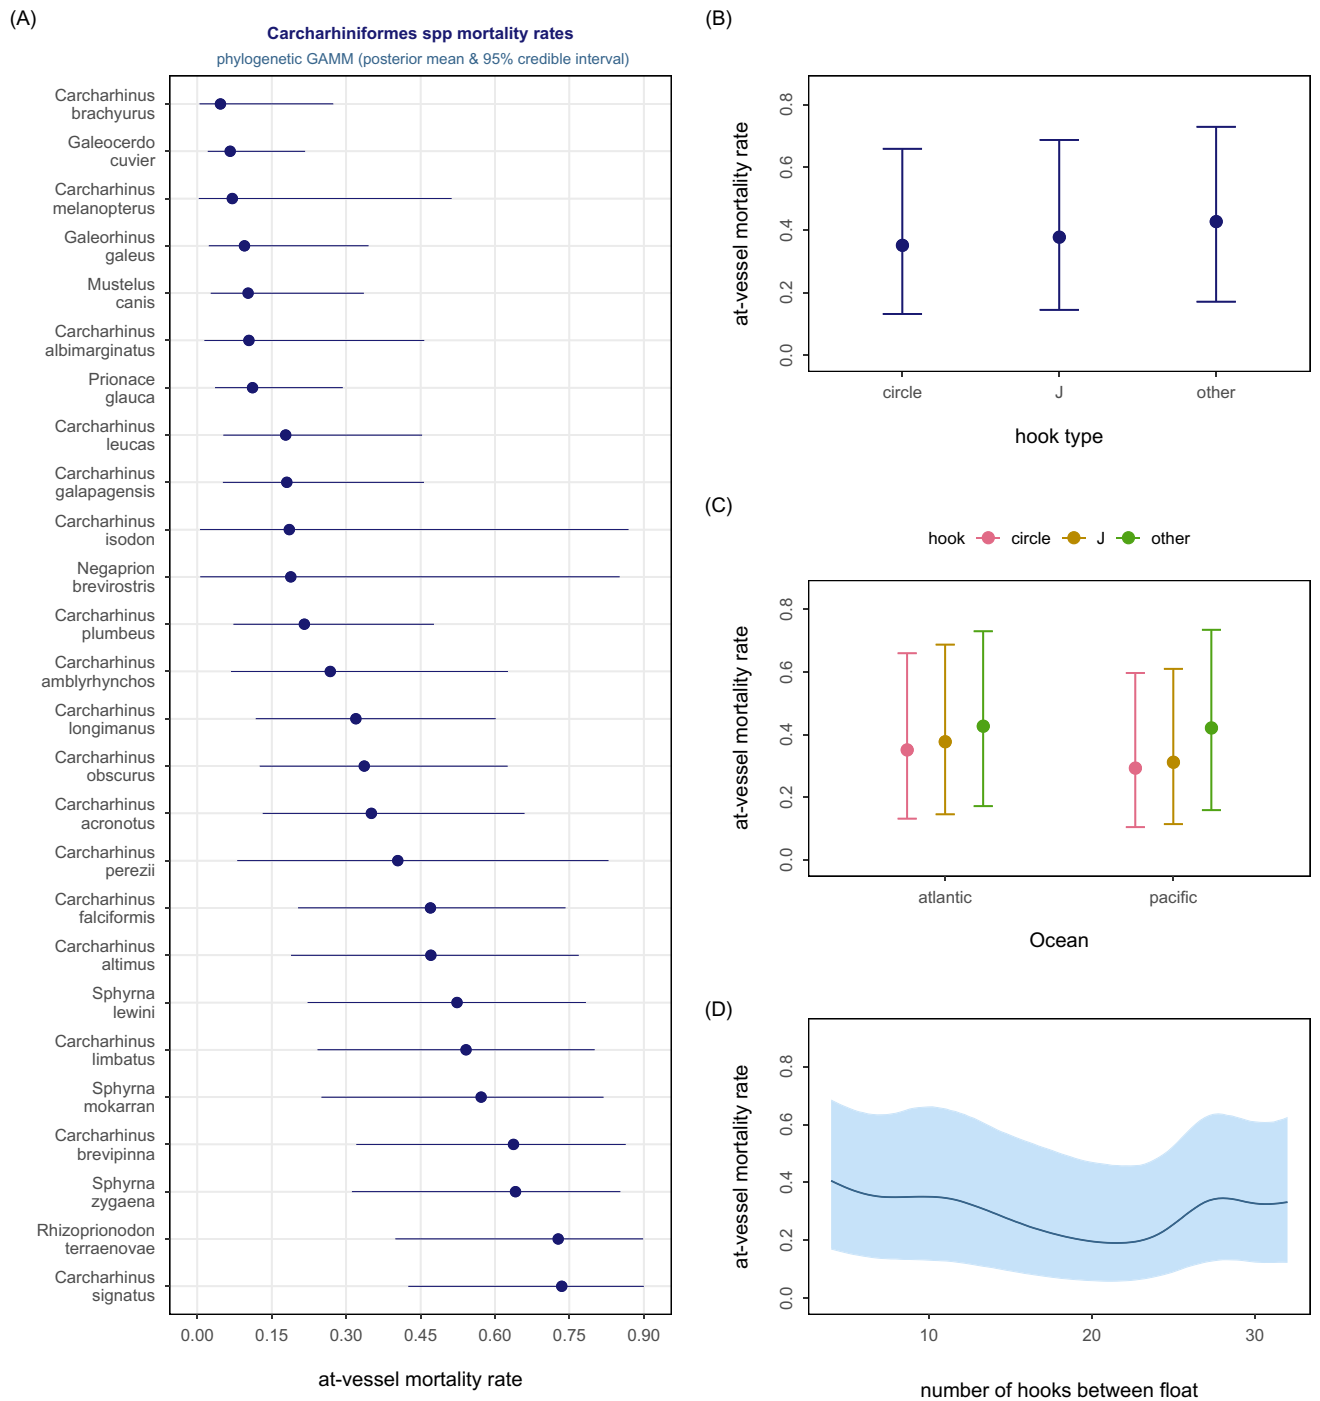 (A)
Carcharhiniformes spp mortality rates
phylogenetic GAMM (posterior mean & 95% credible interval)
Carcharhinus
brachyurus
Galeocerdo
cuvier
Carcharhinus
melanopterus
Galeorhinus
galeus
Mustelus
canis
Carcharhinus
albimarginatus
Prionace
glauca
Carcharhinus
leucas
Carcharhinus
galapagensis
Carcharhinus
isodon
Negaprion
brevirostris
Carcharhinus
plumbeus
Carcharhinus
amblyrhynchos
Carcharhinus
longimanus
Carcharhinus
obscurus
Carcharhinus
acronotus
Carcharhinus
perezii
Carcharhinus
falciformis
Carcharhinus
altimus
Sphyrna
lewini
Carcharhinus
limbatus
Sphyrna
mokarran
Carcharhinus
brevipinna
Sphyrna
zygaena
Rhizoprionodon
terraenovae
Carcharhinus
signatus
0.00 0.15 0.30 0.45 0.60 0.75 0.90
at-vessel mortality rate
(B)
at-vessel mortality rate
0.8
0.6
0.4
0.2
0.0
circle J other
hook type
(C)
hook circle J other
at-vessel mortality rate
0.8
0.6
0.4
0.2
0.0
atlantic pacific
Ocean
(D)
at-vessel mortality rate
0.8
0.6
0.4
0.2
0.0
10 20 30
number of hooks between float